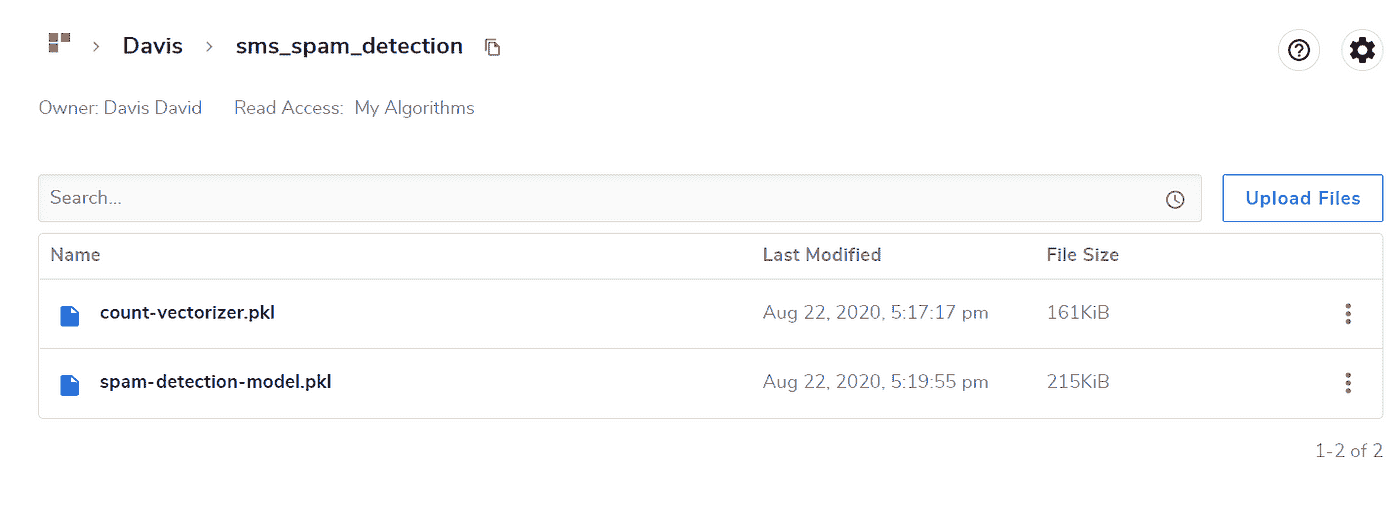 Davis > sms_spam_detection
Owner: Davis David Read Access: My Algorithms
Search...
Upload Files
Name Last Modified File Size
count-vectorizer.pkl Aug 22, 2020, 5:17:17 pm 161KiB
spam-detection-model.pkl Aug 22, 2020, 5:19:55 pm 215KiB
1-2 of 2